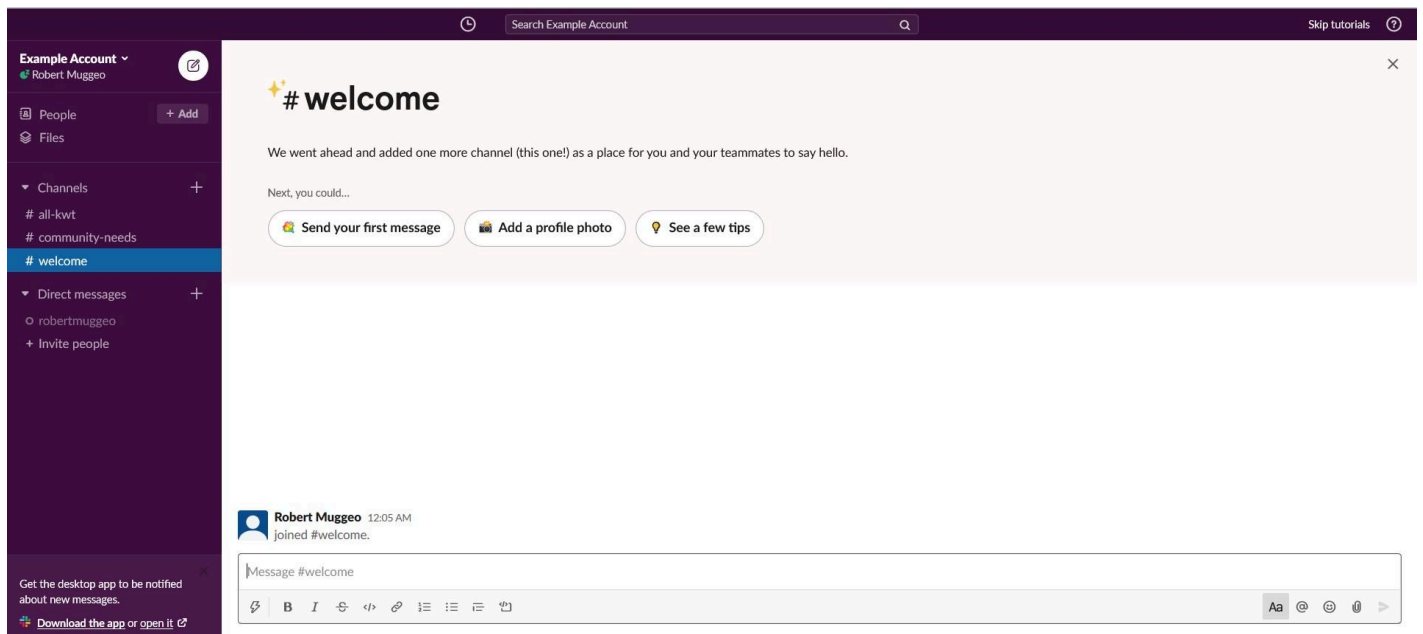 Search Example Account
Skip tutorials
Example Account
Robert Muggeo
People
+ Add
Files
Channels
# all-kwt
# community-needs
# welcome
Direct messages
robertmuggeo
+ Invite people
Get the desktop app to be notified
about new messages.
Download the app or open it
# welcome
We went ahead and added one more channel (this one!) as a place for you and your teammates to say hello.
Next, you could...
Send your first message
Add a profile photo
See a few tips
Robert Muggeo 12:05 AM
joined #welcome.
Message #welcome
B I S </>
Aa @